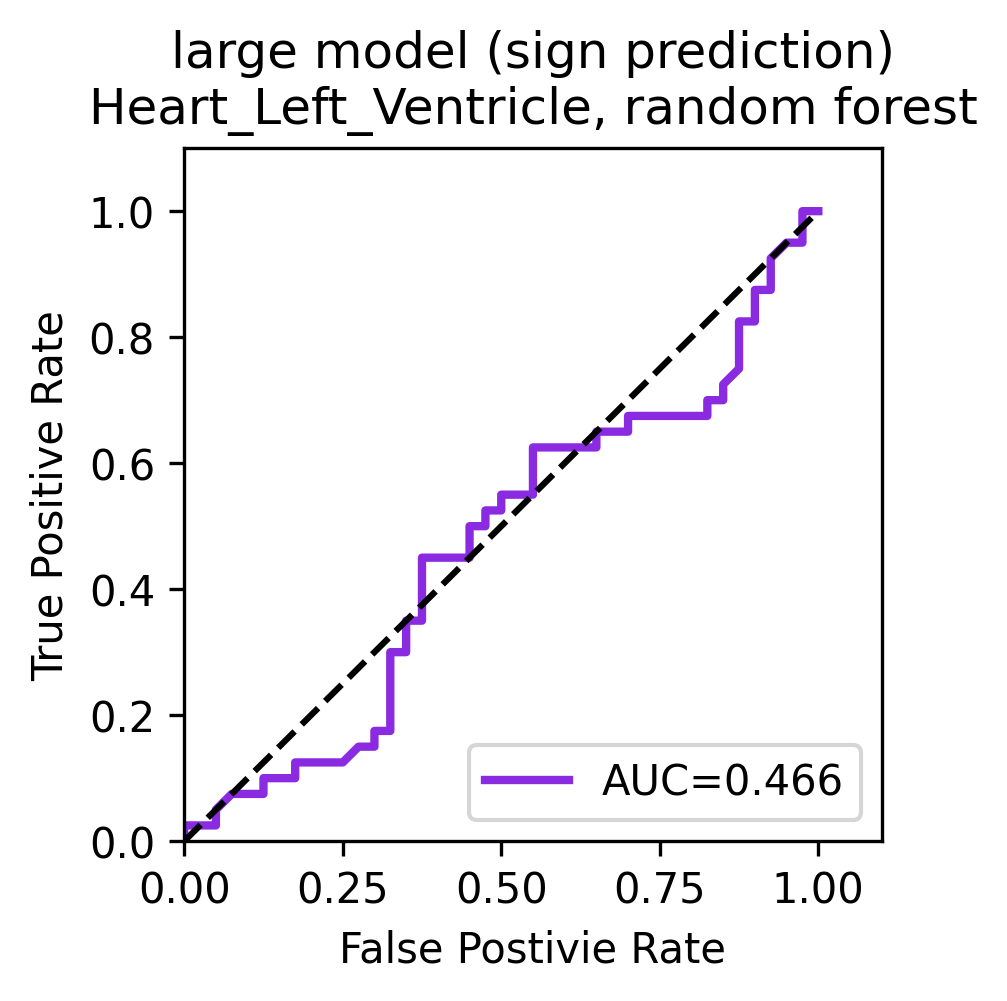 large model (sign prediction)
Heart_Left_Ventricle, random forest
1.0
0.8
0.6
0.4
0.2
0.0
True Positive Rate
AUC=0.466
0.00 0.25 0.50 0.75 1.00
False Postivie Rate